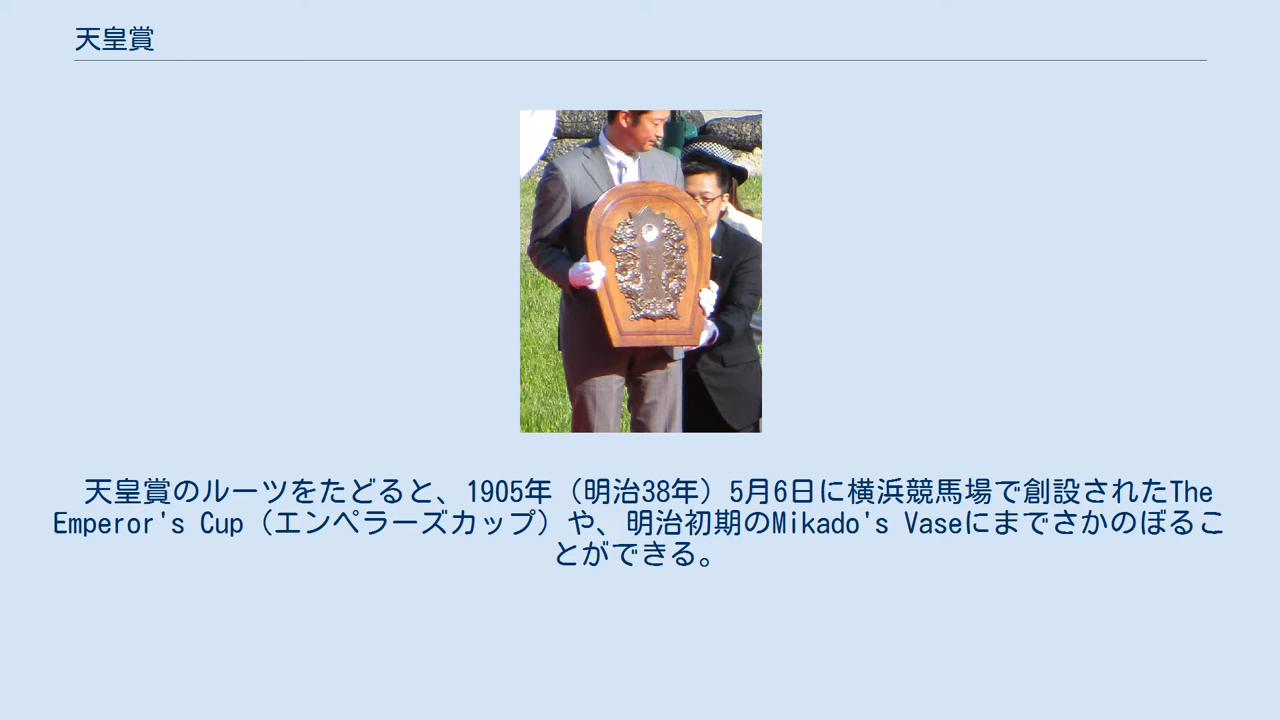 天皇賞
天皇賞のルーツをたどると、1905年（明治38年）5月6日に横浜競馬場で創設されたThe
Emperor's Cup（エンペラーズカップ）や、明治初期のMikado's Vaseにまでさかのぼるこ
とができる。